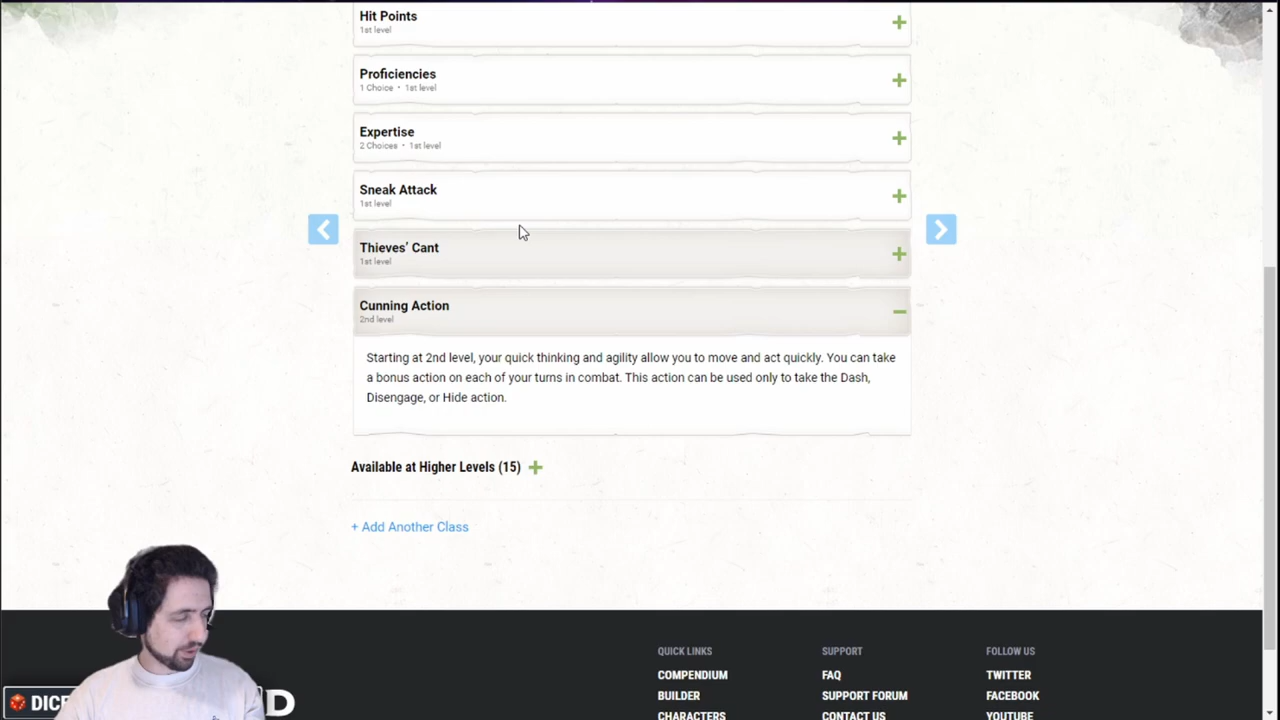 Hit Points
1st level
Proficiencies
1 Choice • 1st level
Expertise
2 Choices • 1st level
Sneak Attack
1st level
Thieves’ Cant
1st level
Cunning Action
2nd level
Starting at 2nd level, your quick thinking and agility allow you to move and act quickly. You can take
a bonus action on each of your turns in combat. This action can be used only to take the Dash,
Disengage, or Hide action.
Available at Higher Levels (15)
+ Add Another Class
QUICK LINKS
COMPENDIUM
BUILDER
CHARACTERS
SUPPORT
FAQ
SUPPORT FORUM
CONTACT US
FOLLOW US
TWITTER
FACEBOOK
YOUTUBE